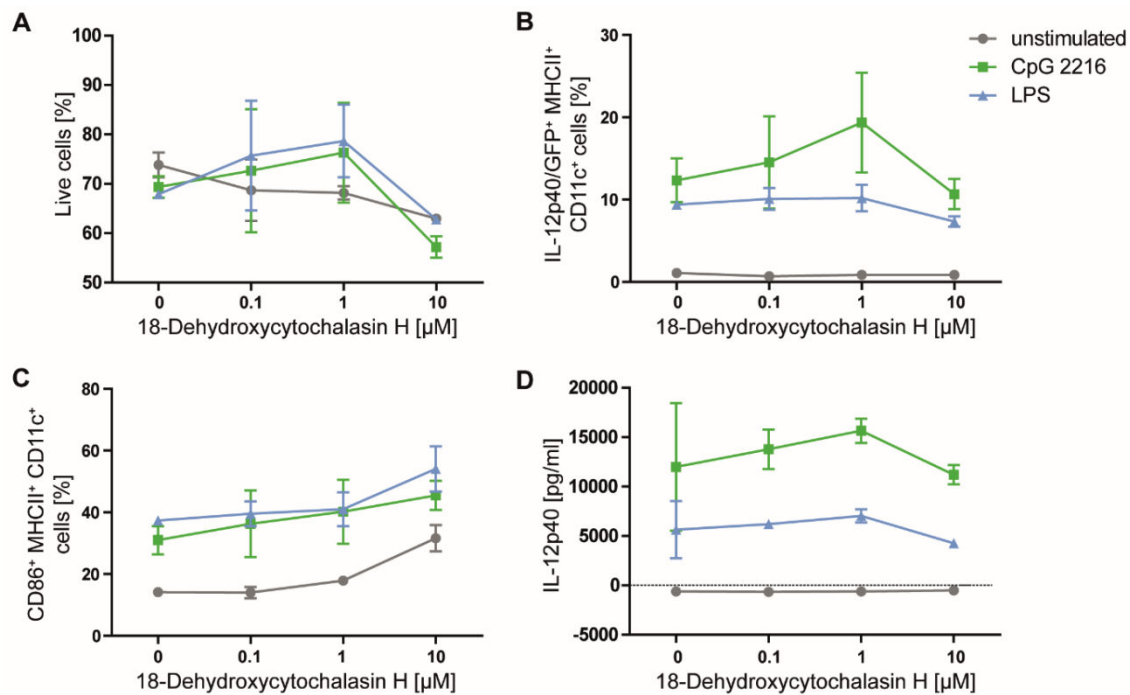 A
Live cells [%]
100
90
80
70
60
50
0 0.1 1 10
18-Dehydroxycytochalasin H [µM]
B
IL-12p40/GFP⁺ MHCII⁺
CD11c⁺ cells [%]
30
20
10
0
0 0.1 1 10
18-Dehydroxycytochalasin H [µM]
unstimulated
CpG 2216
LPS
C
CD86⁺ MHCII⁺ CD11c⁺
cells [%]
80
60
40
20
0
0 0.1 1 10
18-Dehydroxycytochalasin H [µM]
D
IL-12p40 [pg/ml]
20000
15000
10000
5000
0
-5000
0 0.1 1 10
18-Dehydroxycytochalasin H [µM]